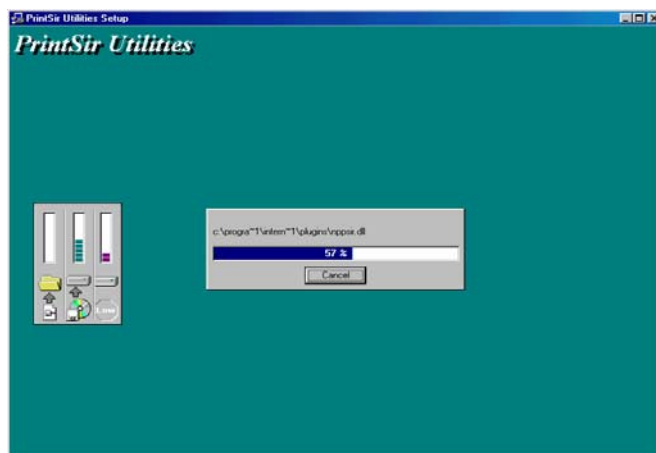 PrintSir Utilities Setup
PrintSir Utilities
c:\progra~1\intern~1\plugins\nppsir.dll
57 %
Cancel